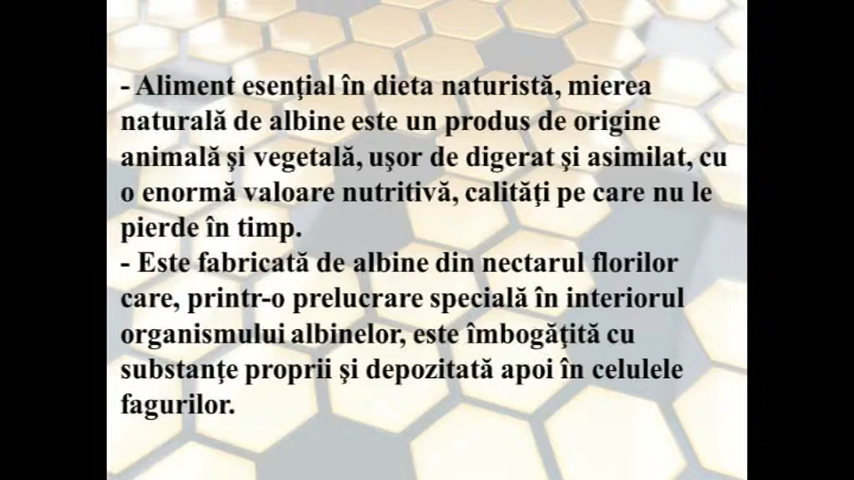 - Aliment esenţial în dieta naturistă, mierea
naturală de albine este un produs de origine
animală şi vegetală, uşor de digerat şi asimilat, cu
o enormă valoare nutritivă, calităţi pe care nu le
pierde în timp.
- Este fabricată de albine din nectarul florilor
care, printr-o prelucrare specială în interiorul
organismului albinelor, este îmbogăţită cu
substanţe proprii şi depozitată apoi în celulele
fagurilor.